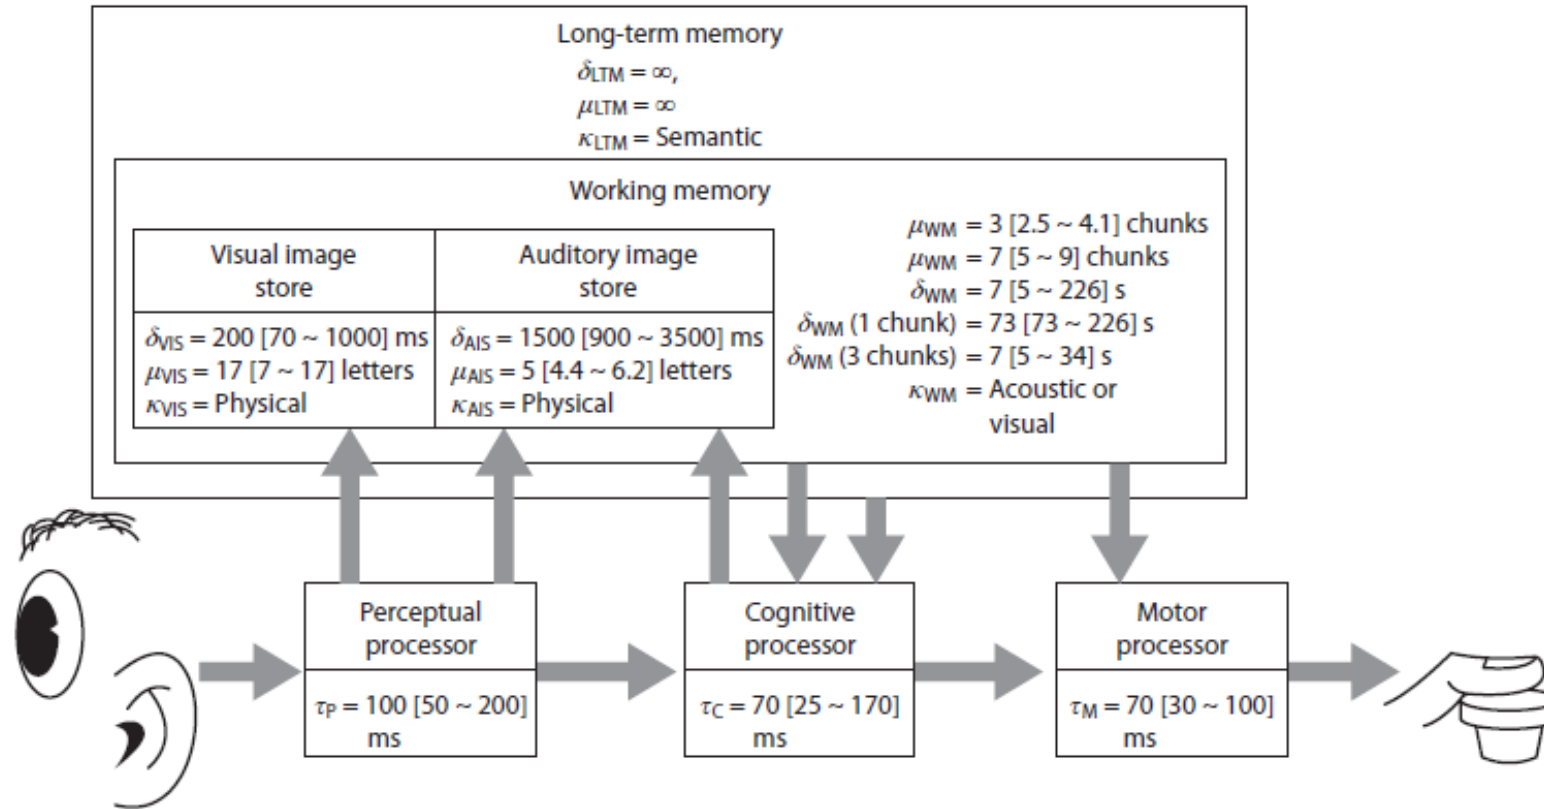 Long-term memory
δLTM = ∞,
μLTM = ∞
κLTM = Semantic
Working memory
Visual image
store
δVIS = 200 [70 ~ 1000] ms
μVIS = 17 [7 ~ 17] letters
κVIS = Physical
Auditory image
store
δAIS = 1500 [900 ~ 3500] ms
μAIS = 5 [4.4 ~ 6.2] letters
κAIS = Physical
μWM = 3 [2.5 ~ 4.1] chunks
μWM = 7 [5 ~ 9] chunks
δWM = 7 [5 ~ 226] s
δWM (1 chunk) = 73 [73 ~ 226] s
δWM (3 chunks) = 7 [5 ~ 34] s
κWM = Acoustic or
visual
Perceptual
processor
τP = 100 [50 ~ 200]
ms
Cognitive
processor
τC = 70 [25 ~ 170]
ms
Motor
processor
τM = 70 [30 ~ 100]
ms